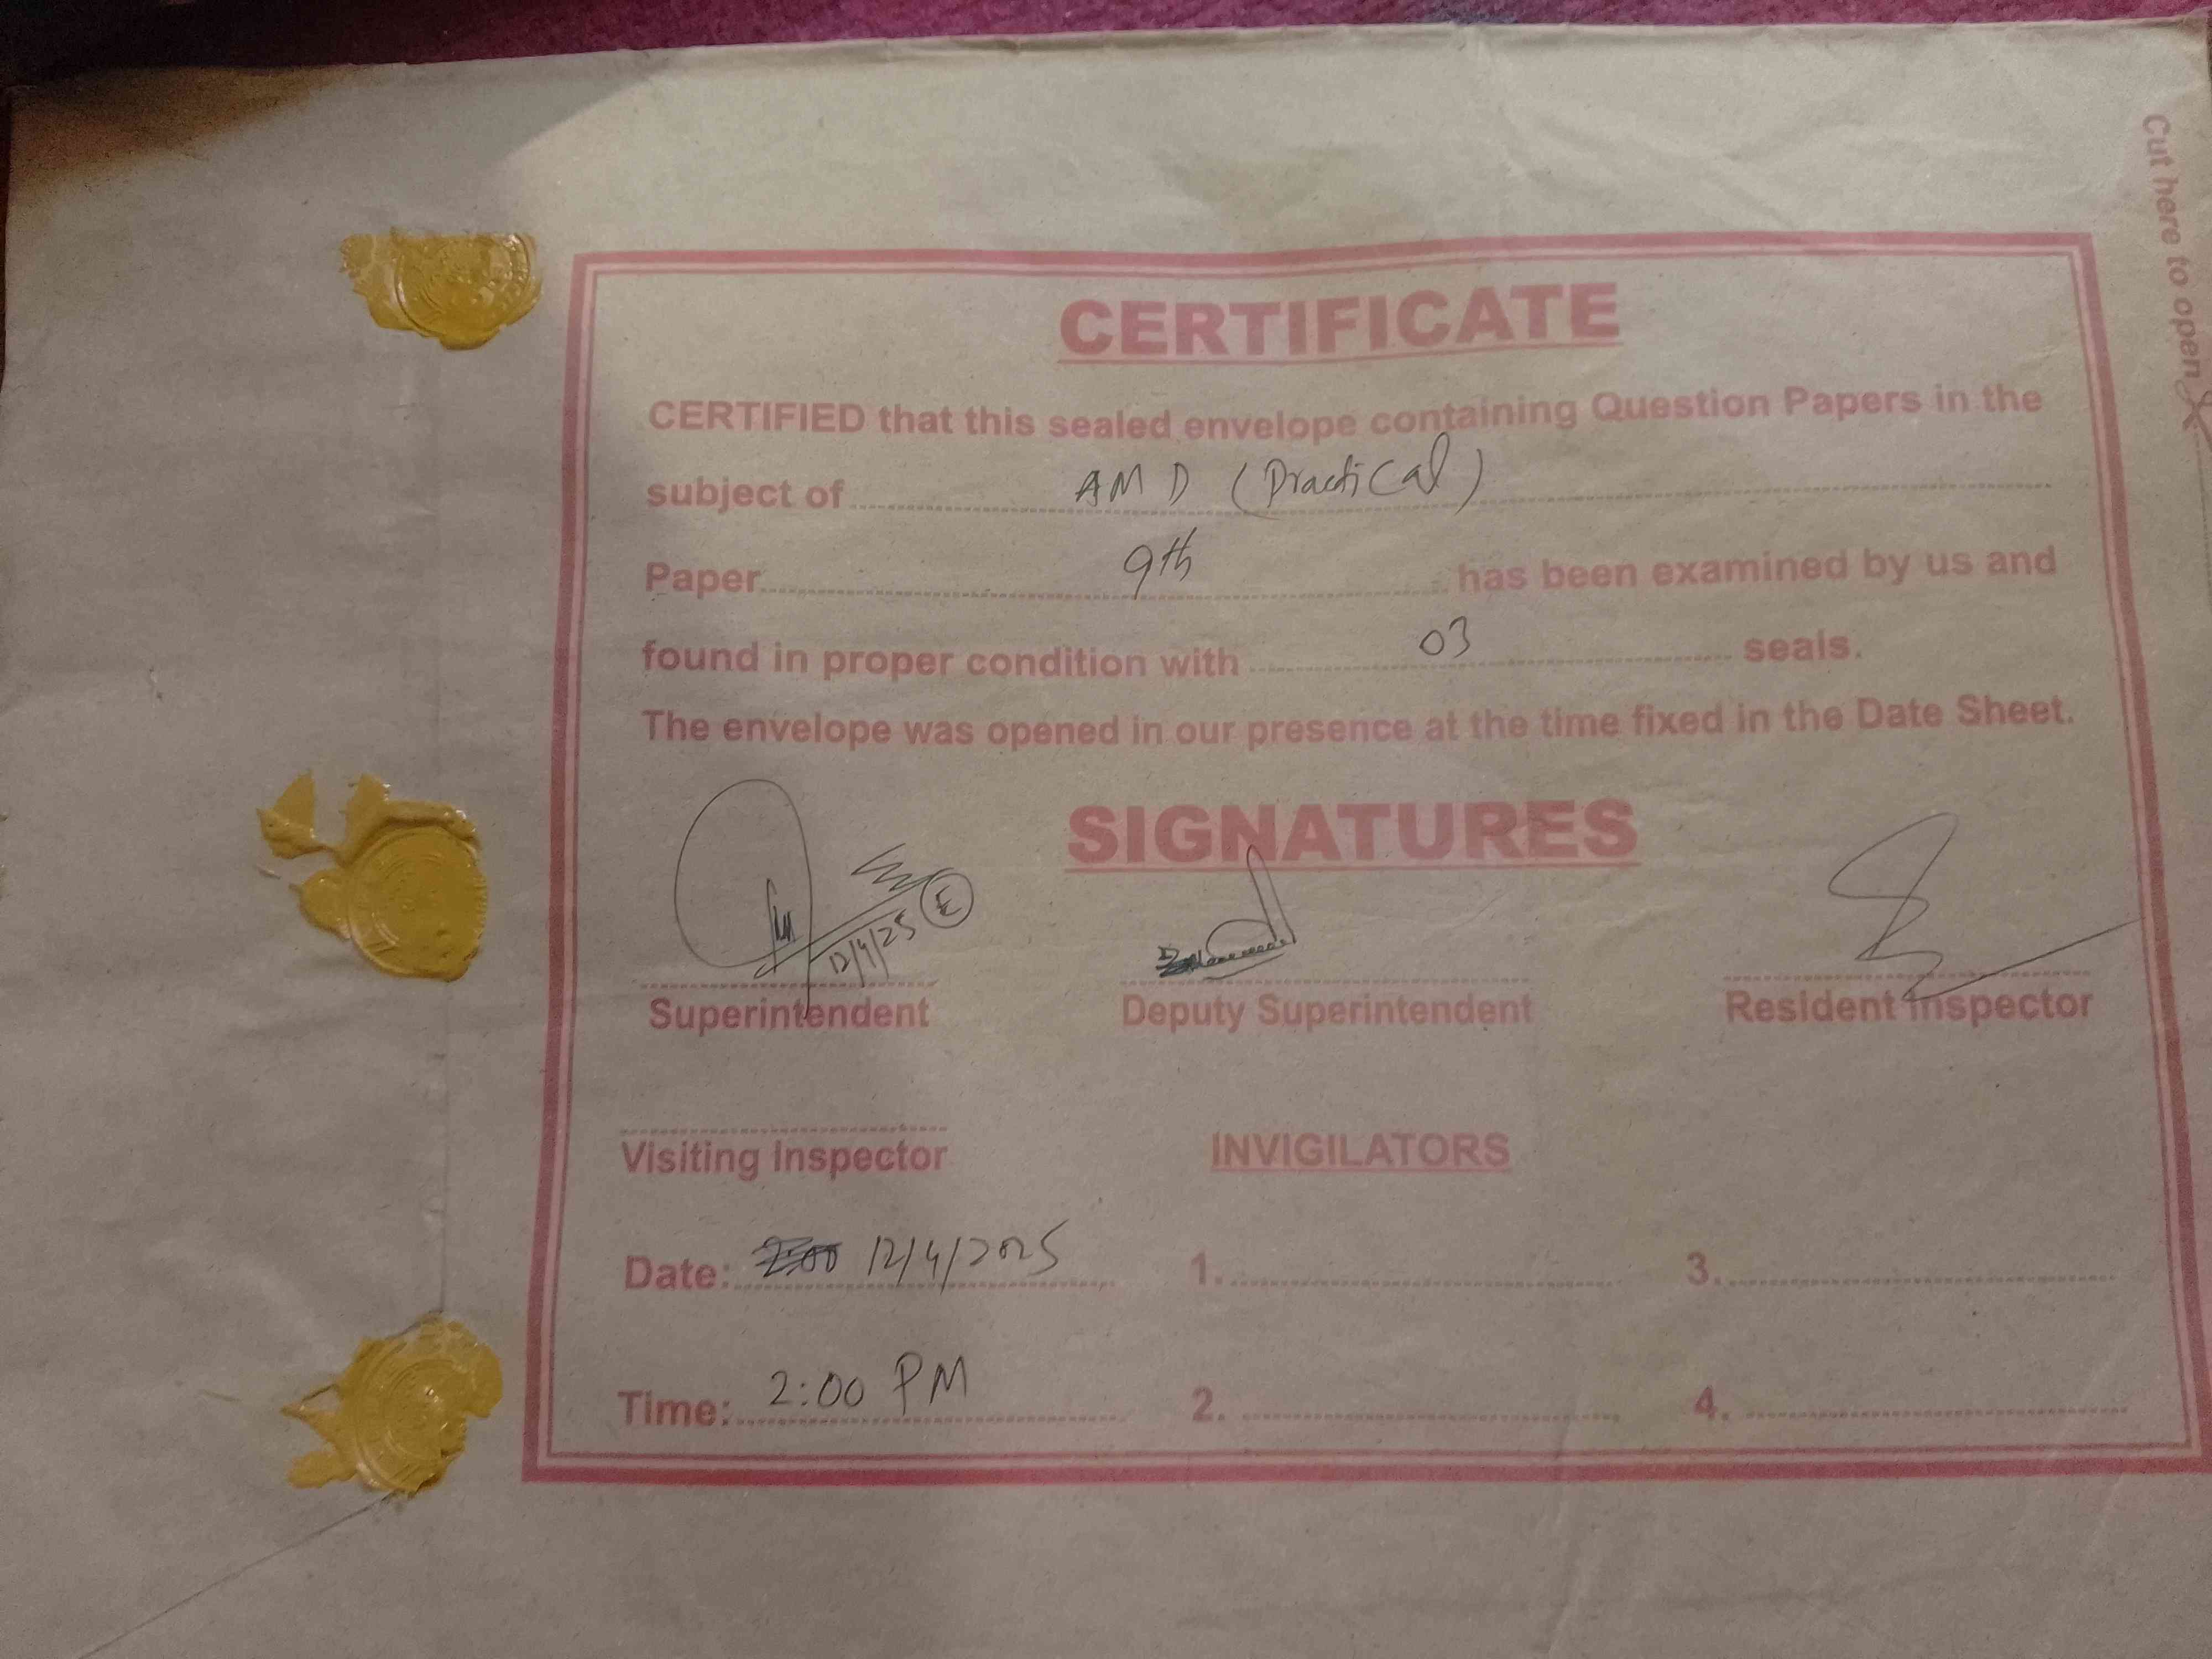 Cut here to open
CERTIFICATE
CERTIFIED that this sealed envelope containing Question Papers in the
subject of AMD (Practical)
Paper 9th has been examined by us and
found in proper condition with 03 seals.
The envelope was opened in our presence at the time fixed in the Date Sheet.
SIGNATURES
12/4/25
Superintendent Deputy Superintendent Resident Inspector
Visiting Inspector INVIGILATORS
Date: 12/4/2025 1. 3.
Time: 2:00 PM 2. 4.